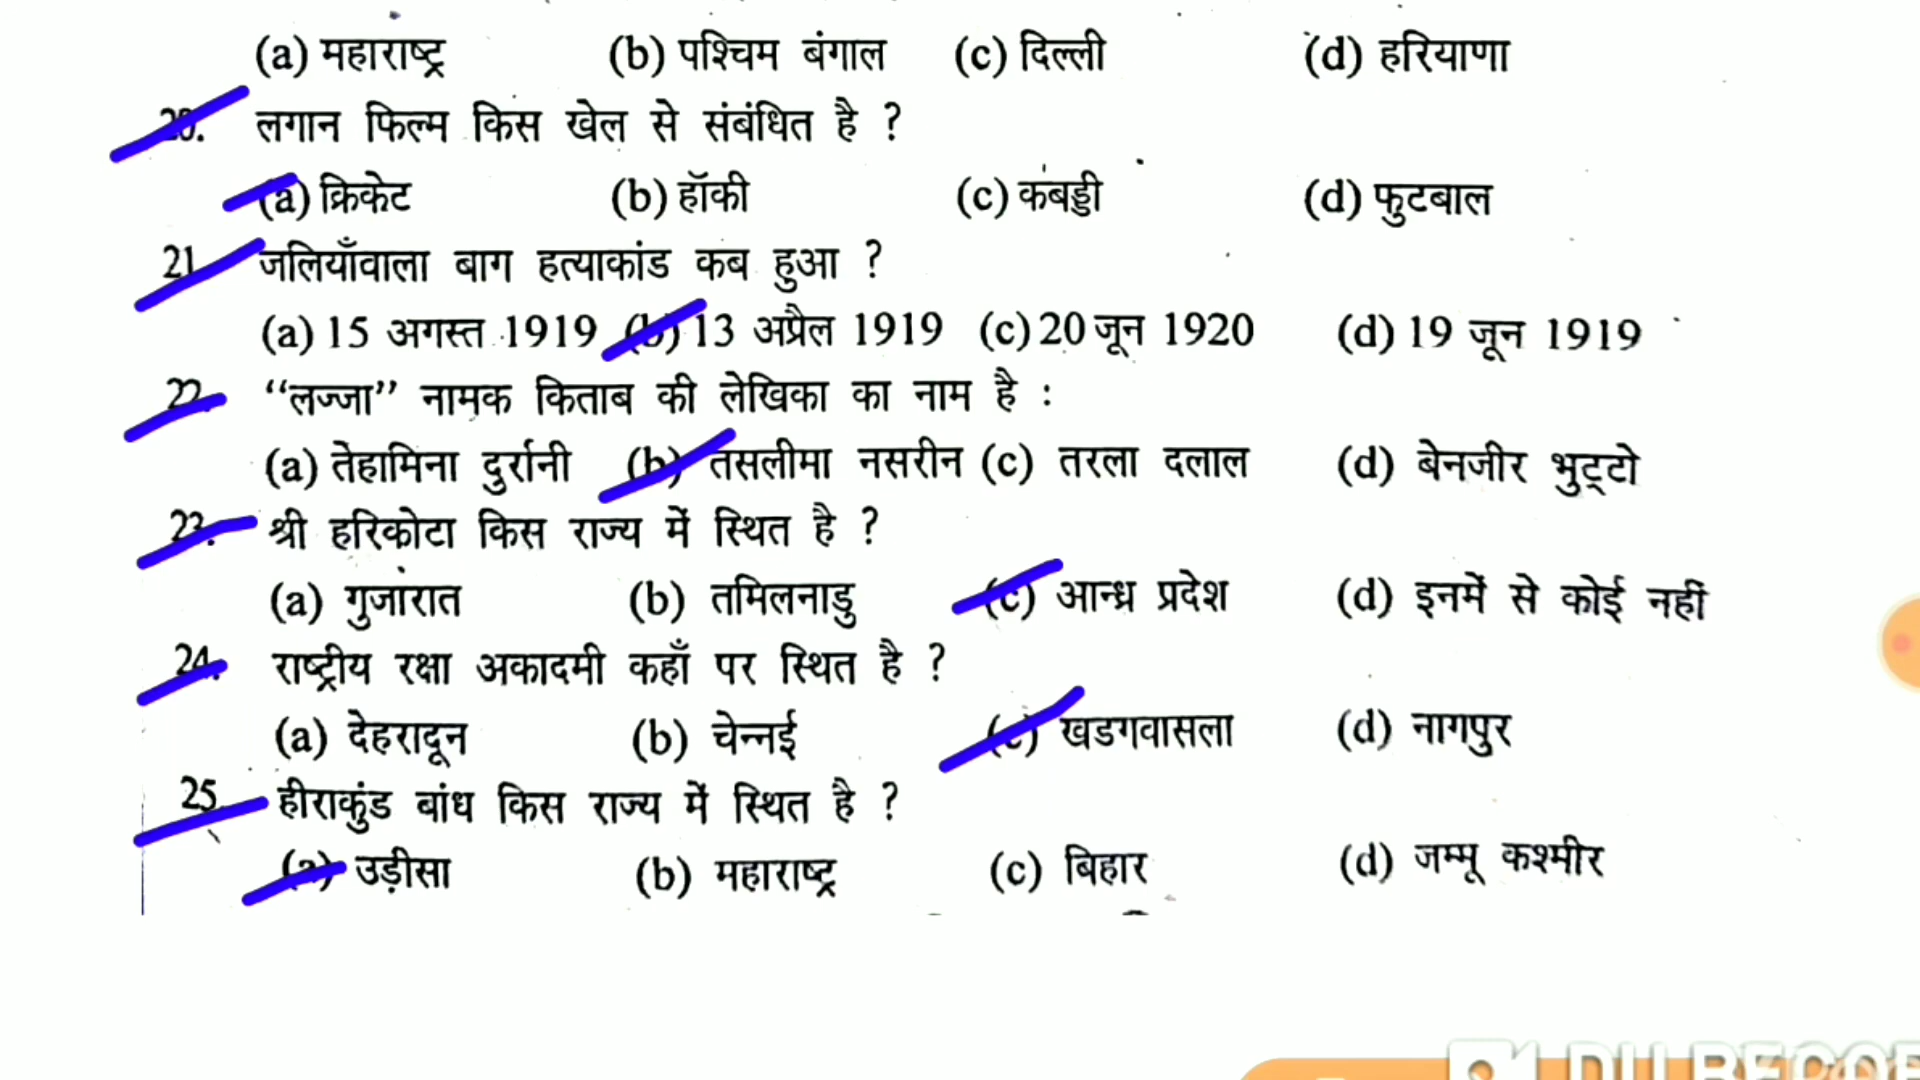 (a) महाराष्ट्र (b) पश्चिम बंगाल (c) दिल्ली (d) हरियाणा
20. लगान फिल्म किस खेल से संबंधित है ?
(a) क्रिकेट (b) हॉकी (c) कबड्डी (d) फुटबाल
21 जलियाँवाला बाग हत्याकांड कब हुआ ?
(a) 15 अगस्त 1919 (b) 13 अप्रैल 1919 (c) 20 जून 1920 (d) 19 जून 1919
22. “लज्जा” नामक किताब की लेखिका का नाम है :
(a) तेहामिना दुर्रानी (b) तसलीमा नसरीन (c) तरला दलाल (d) बेनजीर भुट्टो
23. श्री हरिकोटा किस राज्य में स्थित है ?
(a) गुजारात (b) तमिलनाडु (c) आन्ध्र प्रदेश (d) इनमें से कोई नहीं
24. राष्ट्रीय रक्षा अकादमी कहाँ पर स्थित है ?
(a) देहरादून (b) चेन्नई (c) खडगवासला (d) नागपुर
25 हीराकुंड बांध किस राज्य में स्थित है ?
(a) उड़ीसा (b) महाराष्ट्र (c) बिहार (d) जम्मू कश्मीर